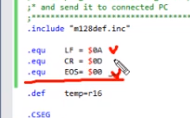 ;" and send it to connected PC
;*******************************
.include "m128def.inc"
.equ LF = $0A
.equ CR = $0D
.equ EOS= $00
.def temp=r16
.CSEG